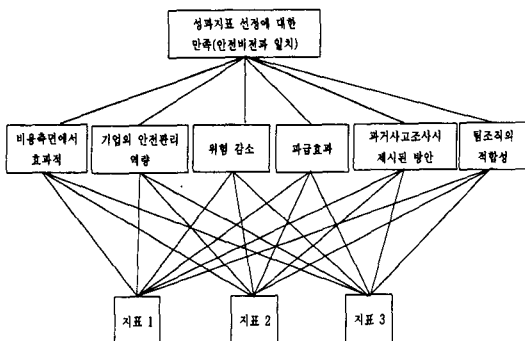 성과지표 선정에 대한
만족(안전비전과 일치)
비용측면에서
효과적
기업의 안전관리
역량
위험 감소
파급효과
과거사고조사시
제시된 방안
팀조직의
적합성
지표 1
지표 2
지표 3